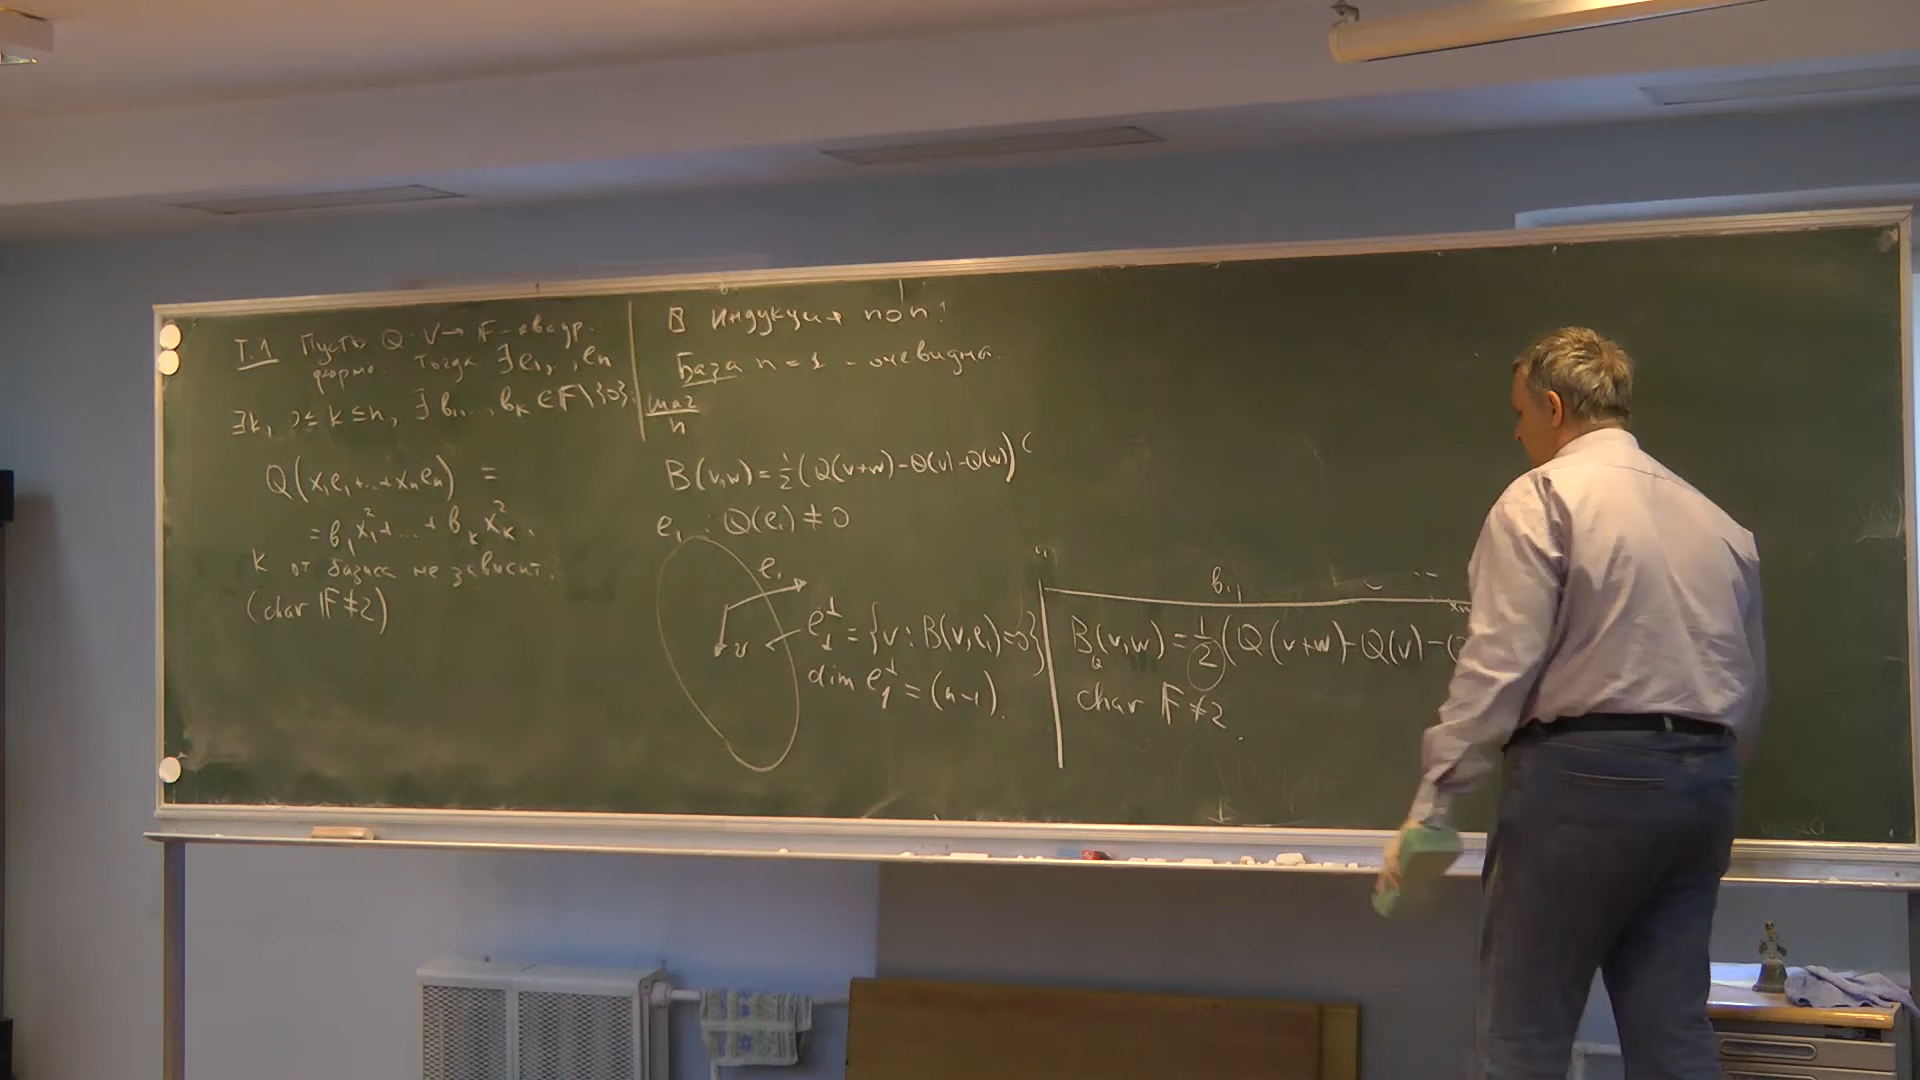 Т.1 Пусть Q: V → F - квадр.
форма. Тогда ∃e₁, , eₙ
∃k, 0 ≤ k ≤ n, ∃ b₁,..., bₖ ∈ F\{0}:
Q(x₁e₁+...+xₙeₙ) =
= b₁x₁²+...+bₖxₖ².
k от базиса не зависит.
(char F ≠ 2)
Индукция по n!
База n = 1 - очевидна.
шаг
n
B(v,w) = ½(Q(v+w)-Q(v)-Q(w))
e₁ : Q(e₁) ≠ 0
e₁
v
e₁^⊥ = {v : B(v,e₁)=0}
dim e₁^⊥ = (n-1).
b₁₁
B_Q(v,w) = ½(Q(v+w)-Q(v)-
char F ≠ 2.